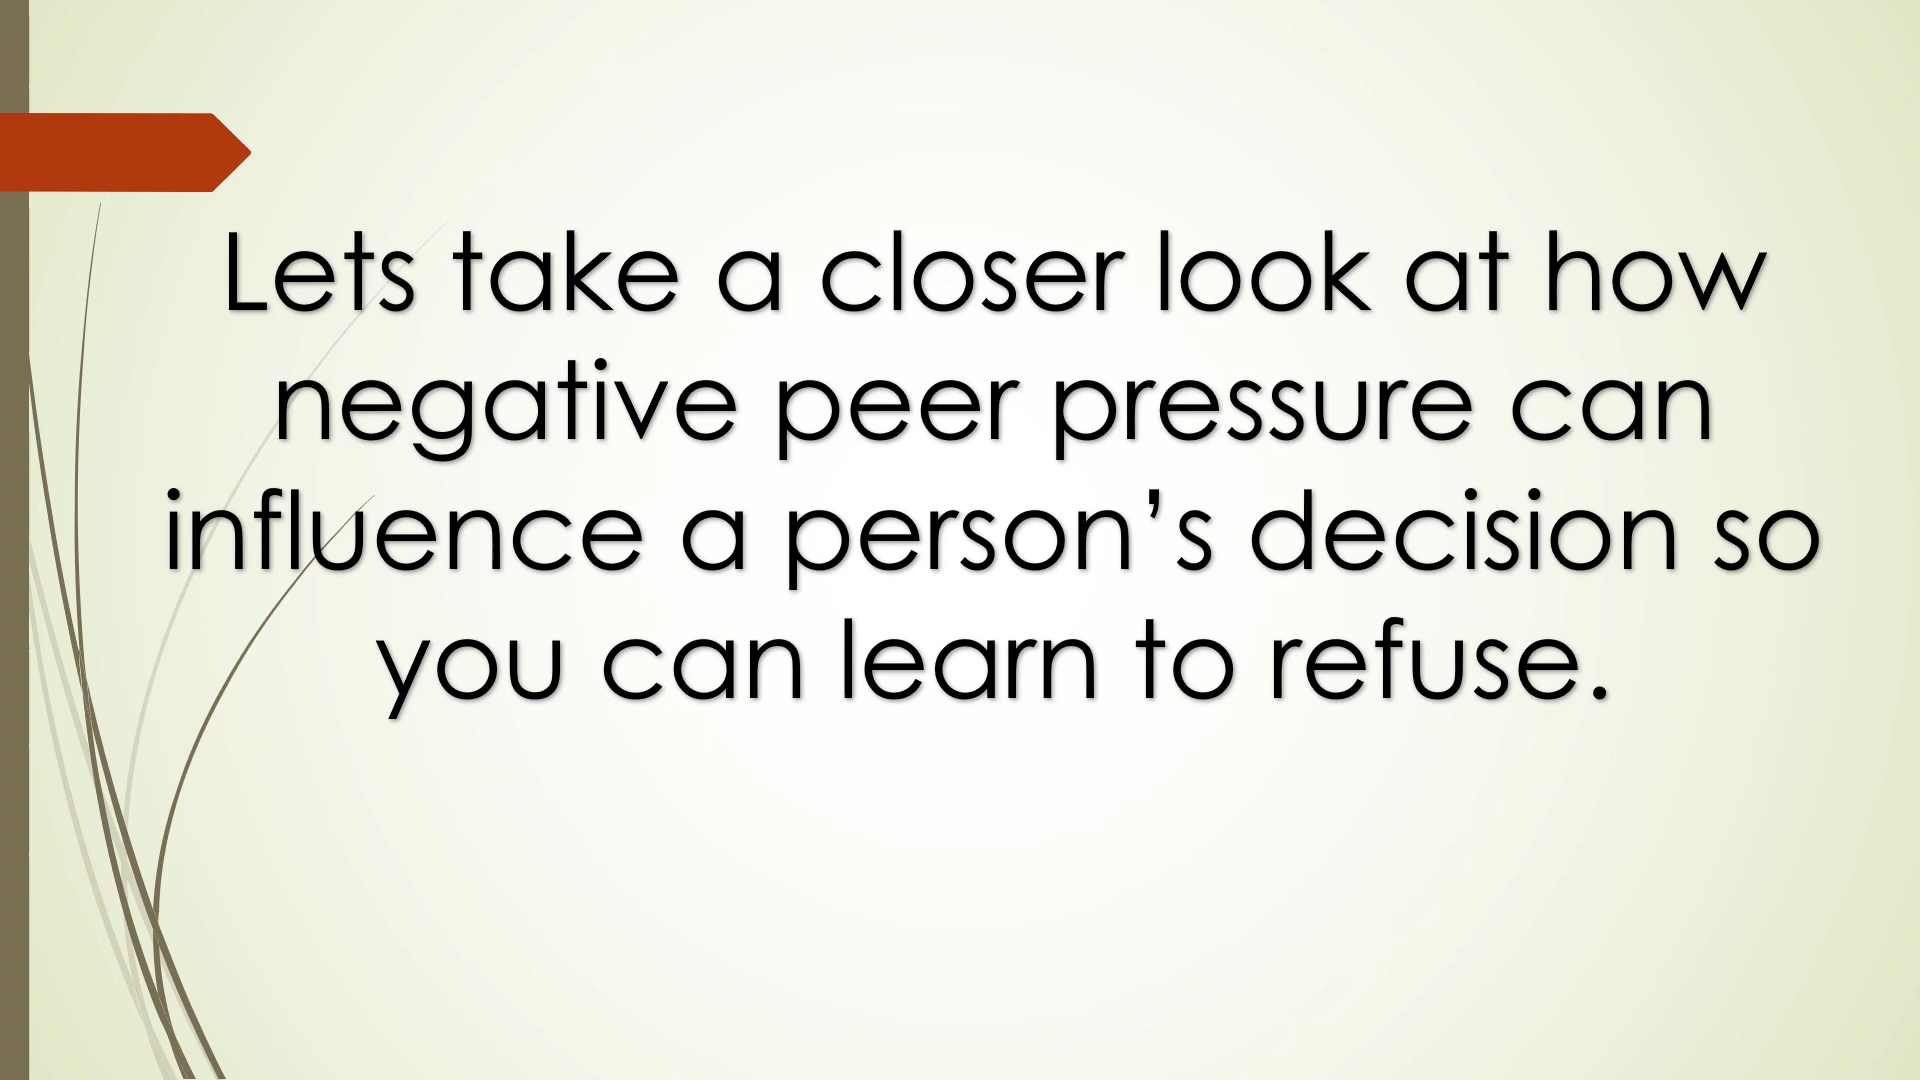 Lets take a closer look at how
negative peer pressure can
influence a person’s decision so
you can learn to refuse.